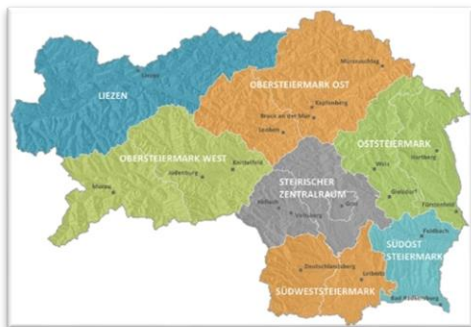 Mürzzuschlag
Liezen
OBERSTEIERMARK OST
LIEZEN
Kapfenberg
Bruck an der Mur
Leoben
OSTSTEIERMARK
Hartberg
OBERSTEIERMARK WEST
Knittelfeld
Judenburg
Weiz
STEIRISCHER
ZENTRALRAUM
Murau
Gleisdorf
Voitsberg
Graz
Fürstenfeld
Feldbach
SÜDOST
STEIERMARK
Deutschlandsberg
Leibnitz
SÜDWESTSTEIERMARK
Bad Radkersburg